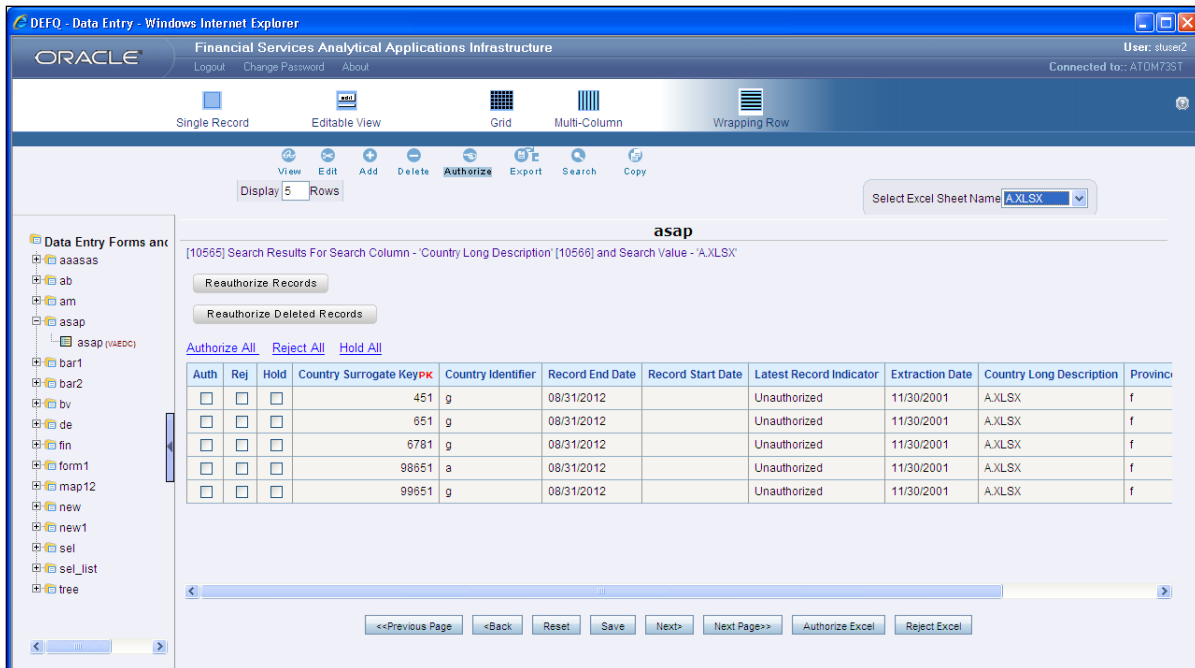 DEFQ - Data Entry - Windows Internet Explorer
ORACLE
Financial Services Analytical Applications Infrastructure
User: stuser2
Logout Change Password About
Connected to:: ATOM73ST
Single Record Editable View Grid Multi-Column Wrapping Row
View Edit Add Delete Authorize Export Search Copy
Display 5 Rows
Select Excel Sheet Name A.XLSX
asap
[10565] Search Results For Search Column - 'Country Long Description' [10566] and Search Value - 'A.XLSX'
Reauthorize Records
Reauthorize Deleted Records
Authorize All Reject All Hold All
Auth Rej Hold Country Surrogate KeyPK Country Identifier Record End Date Record Start Date Latest Record Indicator Extraction Date Country Long Description Province
451 g 08/31/2012 Unauthorized 11/30/2001 A.XLSX f
651 g 08/31/2012 Unauthorized 11/30/2001 A.XLSX f
6781 g 08/31/2012 Unauthorized 11/30/2001 A.XLSX f
98651 a 08/31/2012 Unauthorized 11/30/2001 A.XLSX f
99651 g 08/31/2012 Unauthorized 11/30/2001 A.XLSX f
Data Entry Forms and
aaasas
ab
am
asap
asap (VAEDC)
bar1
bar2
bv
de
fin
form1
map12
new
new1
sel
sel_list
tree
<<Previous Page <Back Reset Save Next> Next Page>> Authorize Excel Reject Excel